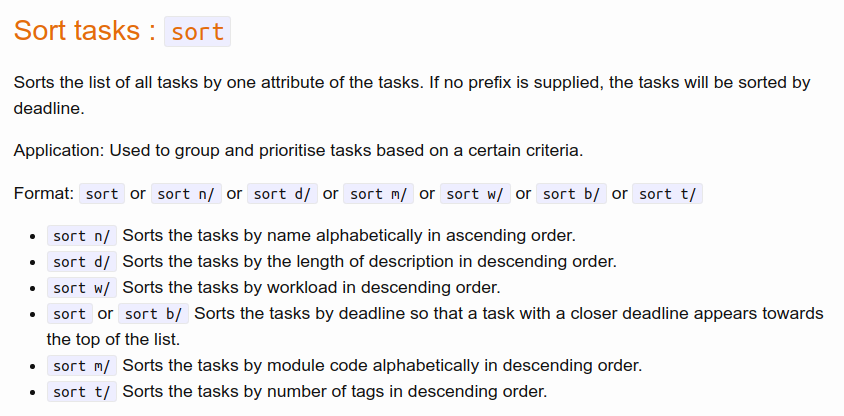 Sort tasks : sort
Sorts the list of all tasks by one attribute of the tasks. If no prefix is supplied, the tasks will be sorted by
deadline.
Application: Used to group and prioritise tasks based on a certain criteria.
Format: sort or sort n/ or sort d/ or sort m/ or sort w/ or sort b/ or sort t/
• sort n/ Sorts the tasks by name alphabetically in ascending order.
• sort d/ Sorts the tasks by the length of description in descending order.
• sort w/ Sorts the tasks by workload in descending order.
• sort or sort b/ Sorts the tasks by deadline so that a task with a closer deadline appears towards
the top of the list.
• sort m/ Sorts the tasks by module code alphabetically in descending order.
• sort t/ Sorts the tasks by number of tags in descending order.